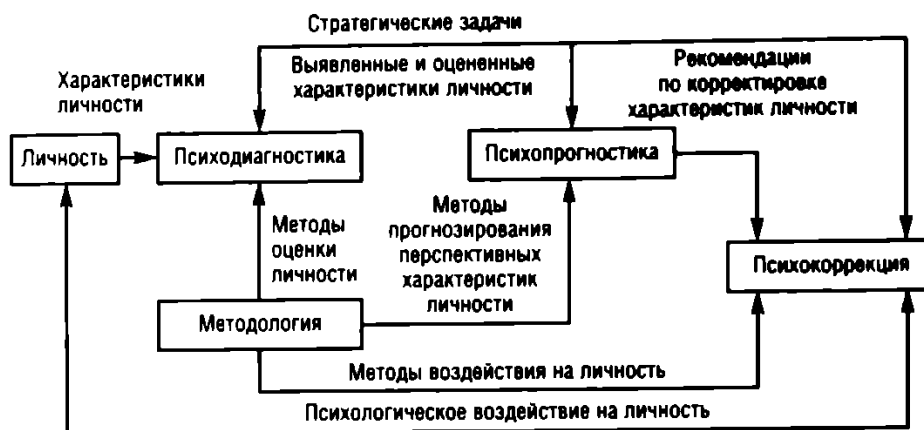 Стратегические задачи
Характеристики
личности
Выявленные и оцененные
характеристики личности
Рекомендации
по корректировке
характеристик личности
Личность
Психодиагностика
Психопрогностика
Методы
оценки
личности
Методы
прогнозирования
перспективных
характеристик
личности
Психокоррекция
Методология
Методы воздействия на личность
Психологическое воздействие на личность